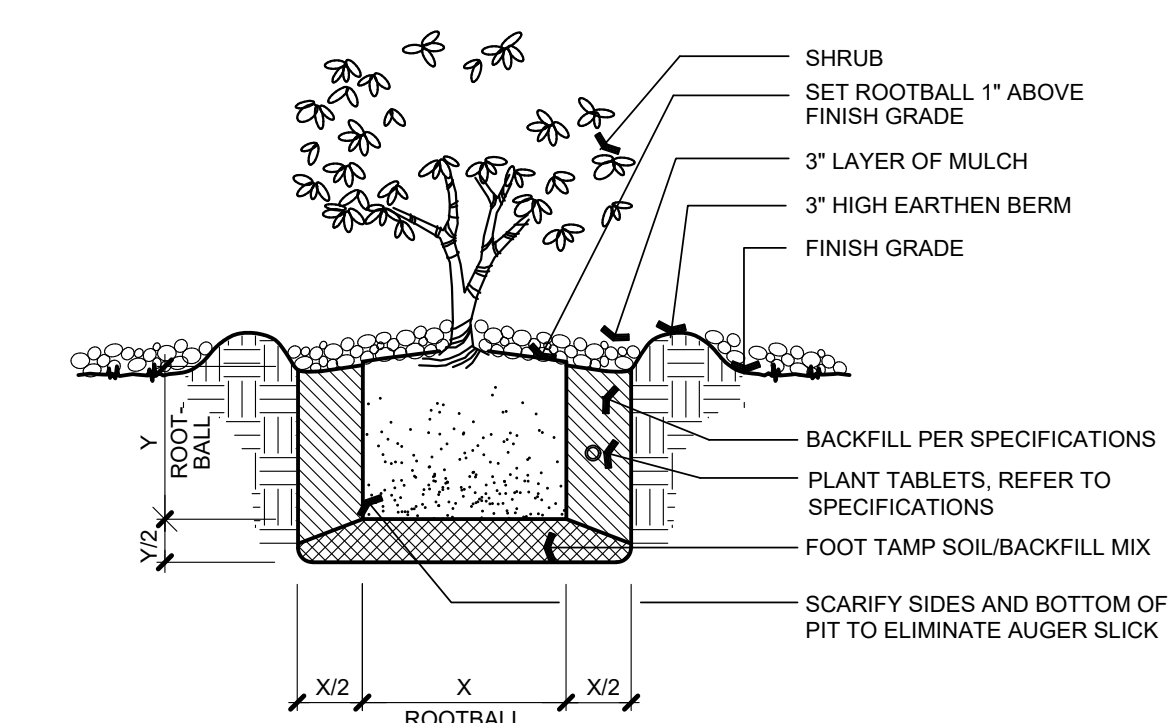 SHRUB
SET ROOTBALL 1" ABOVE
FINISH GRADE
3" LAYER OF MULCH
3" HIGH EARTHEN BERM
FINISH GRADE
Y
ROOT-
BALL
Y/2
BACKFILL PER SPECIFICATIONS
PLANT TABLETS, REFER TO
SPECIFICATIONS
FOOT TAMP SOIL/BACKFILL MIX
SCARIFY SIDES AND BOTTOM OF
PIT TO ELIMINATE AUGER SLICK
X/2 X X/2
ROOTBALL